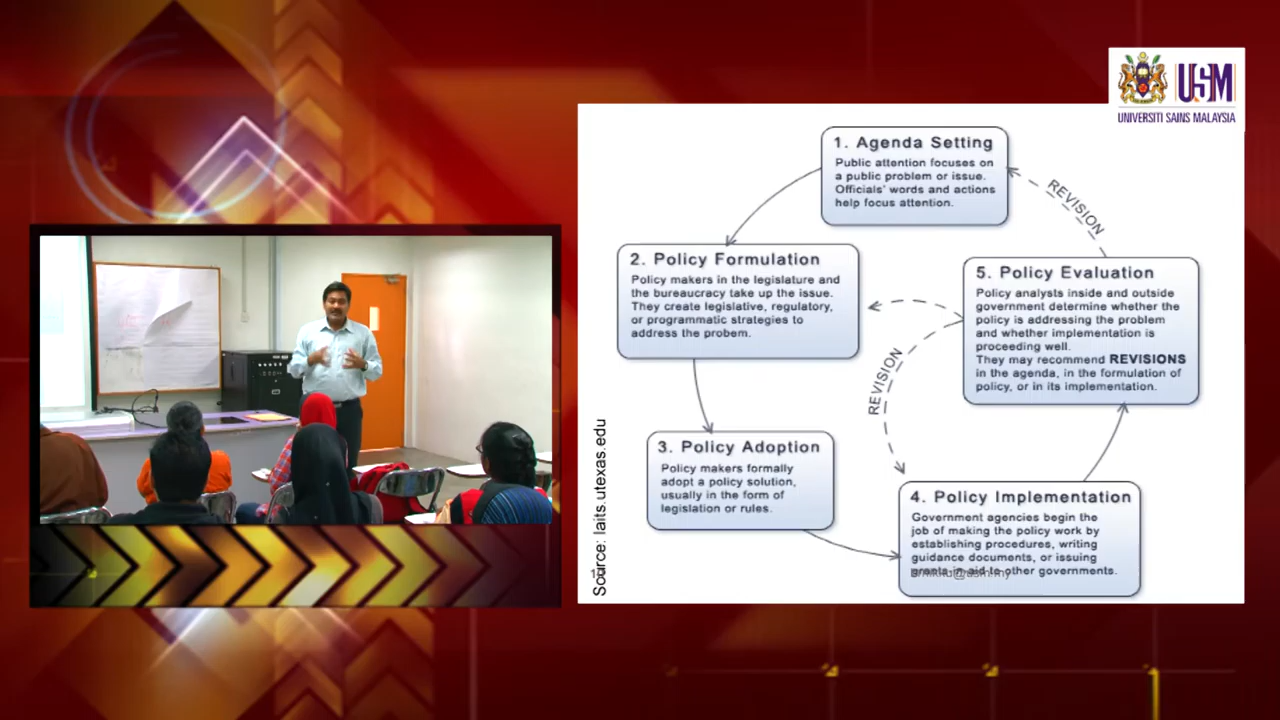 USM
UNIVERSITI SAINS MALAYSIA
1. Agenda Setting
Public attention focuses on
a public problem or issue.
Officials' words and actions
help focus attention.
REVISION
2. Policy Formulation
Policy makers in the legislature and
the bureaucracy take up the issue.
They create legislative, regulatory,
or programmatic strategies to
address the probem.
5. Policy Evaluation
Policy analysts inside and outside
government determine whether the
policy is addressing the problem
and whether implementation is
proceeding well.
They may recommend REVISIONS
in the agenda, in the formulation of
policy, or in its implementation.
REVISION
3. Policy Adoption
Policy makers formally
adopt a policy solution,
usually in the form of
legislation or rules.
4. Policy Implementation
Government agencies begin the
job of making the policy work by
establishing procedures, writing
guidance documents, or issuing
grants-in-aid to other governments.
Source: laits.utexas.edu